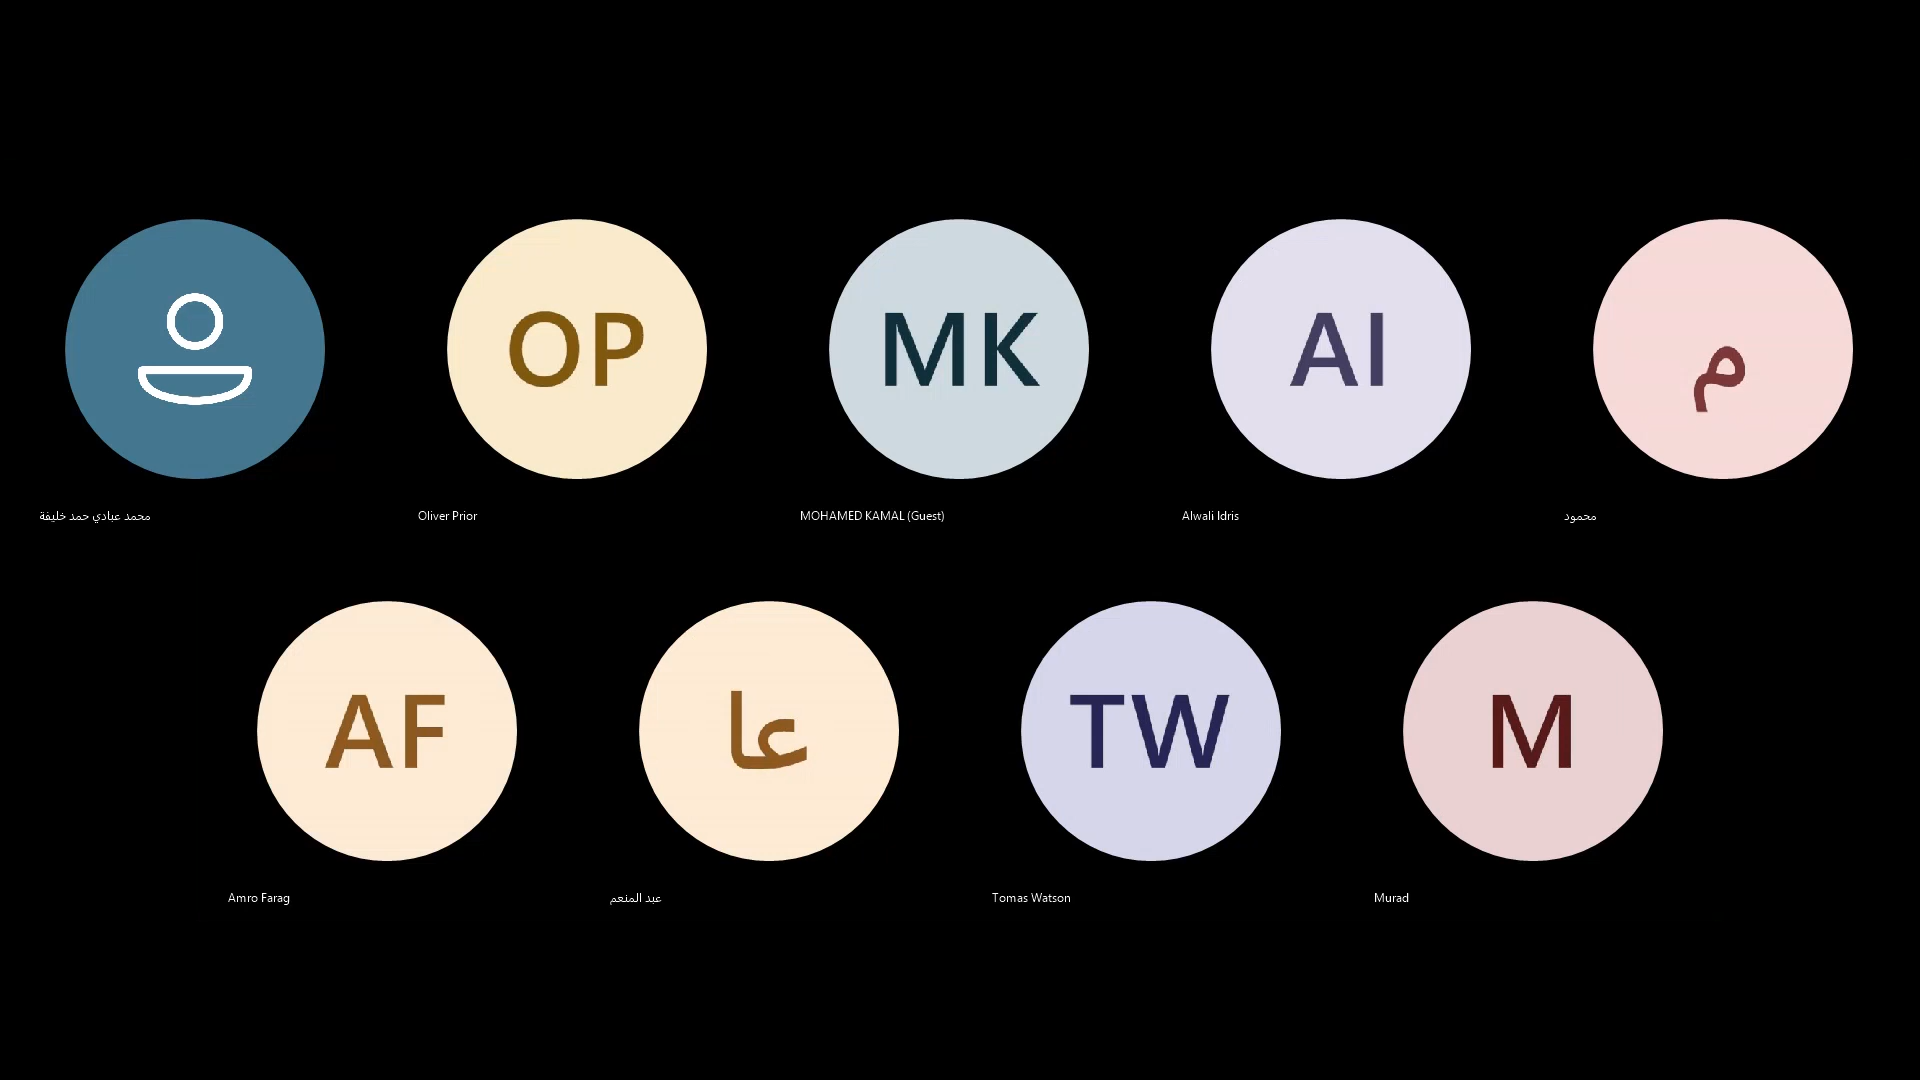 OP
MK
AI
م
محمد عبادي حمد خليفة
Oliver Prior
MOHAMED KAMAL (Guest)
Alwali Idris
محمود
AF
عا
TW
M
Amro Farag
عبد المنعم
Tomas Watson
Murad